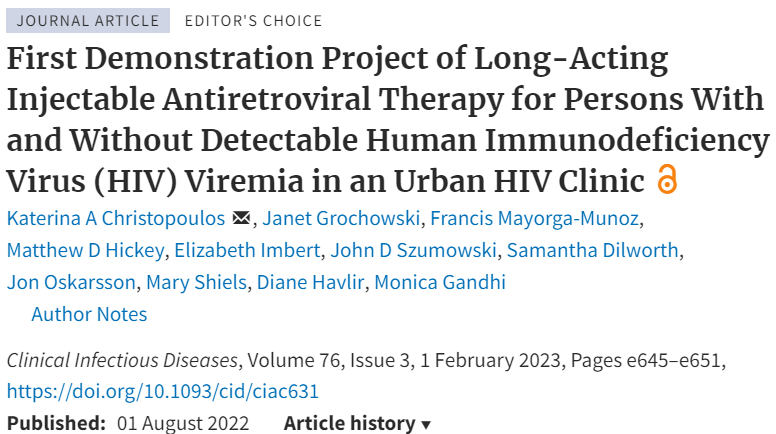 JOURNAL ARTICLE EDITOR'S CHOICE
First Demonstration Project of Long-Acting
Injectable Antiretroviral Therapy for Persons With
and Without Detectable Human Immunodeficiency
Virus (HIV) Viremia in an Urban HIV Clinic
Katerina A Christopoulos, Janet Grochowski, Francis Mayorga-Munoz,
Matthew D Hickey, Elizabeth Imbert, John D Szumowski, Samantha Dilworth,
Jon Oskarsson, Mary Shiels, Diane Havlir, Monica Gandhi
Author Notes
Clinical Infectious Diseases, Volume 76, Issue 3, 1 February 2023, Pages e645–e651,
https://doi.org/10.1093/cid/ciac631
Published: 01 August 2022 Article history ▼